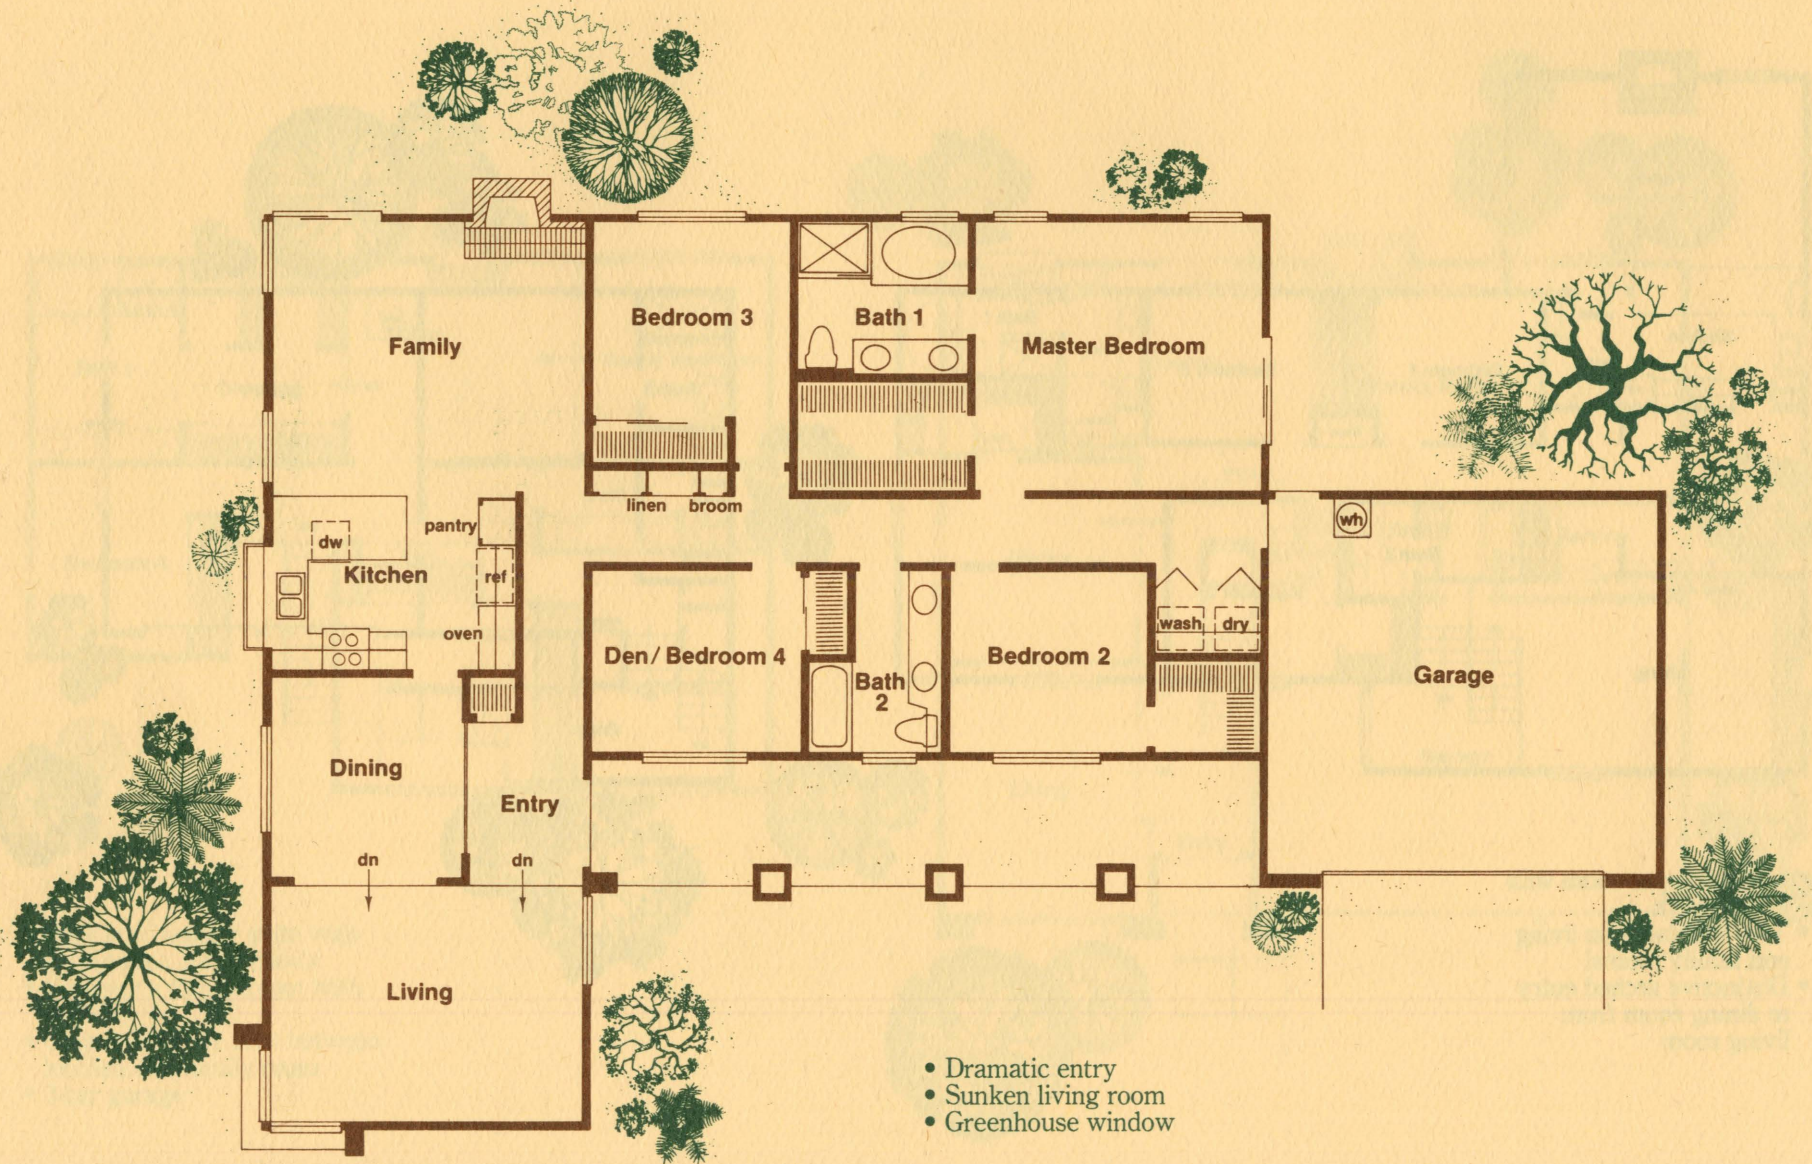 Family
Bedroom 3
Bath 1
Master Bedroom
linen
broom
pantry
dw
Kitchen
ref
oven
wh
wash
dry
Den / Bedroom 4
Bath
2
Bedroom 2
Garage
Dining
Entry
dn
dn
Living
• Dramatic entry
• Sunken living room
• Greenhouse window